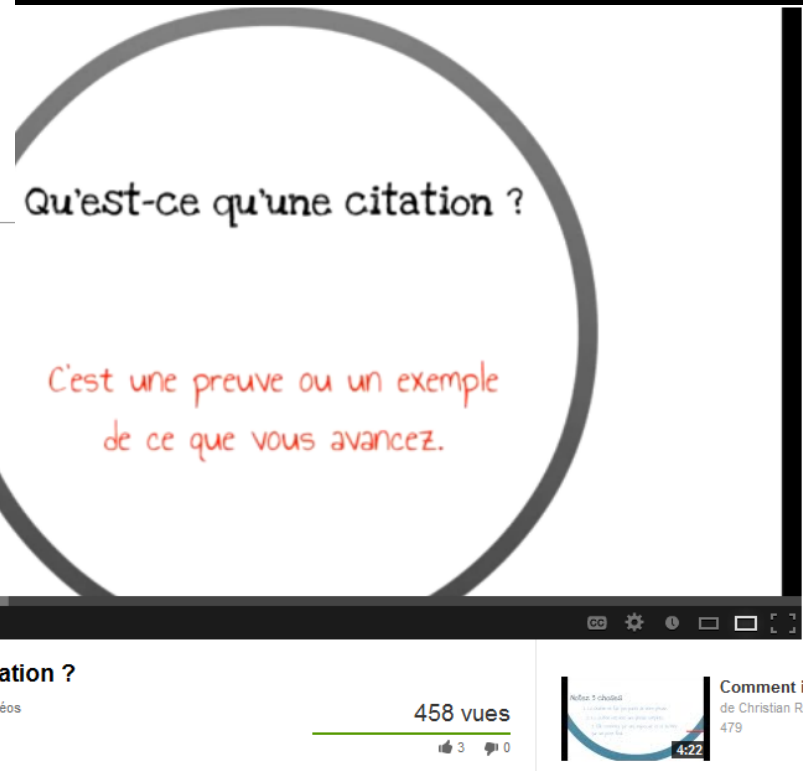 Qu'est-ce qu'une citation ?
C'est une preuve ou un exemple
de ce que vous avancez.
CC
ation ?
éos
458 vues
3 0
Comment i
de Christian R
479
4:22